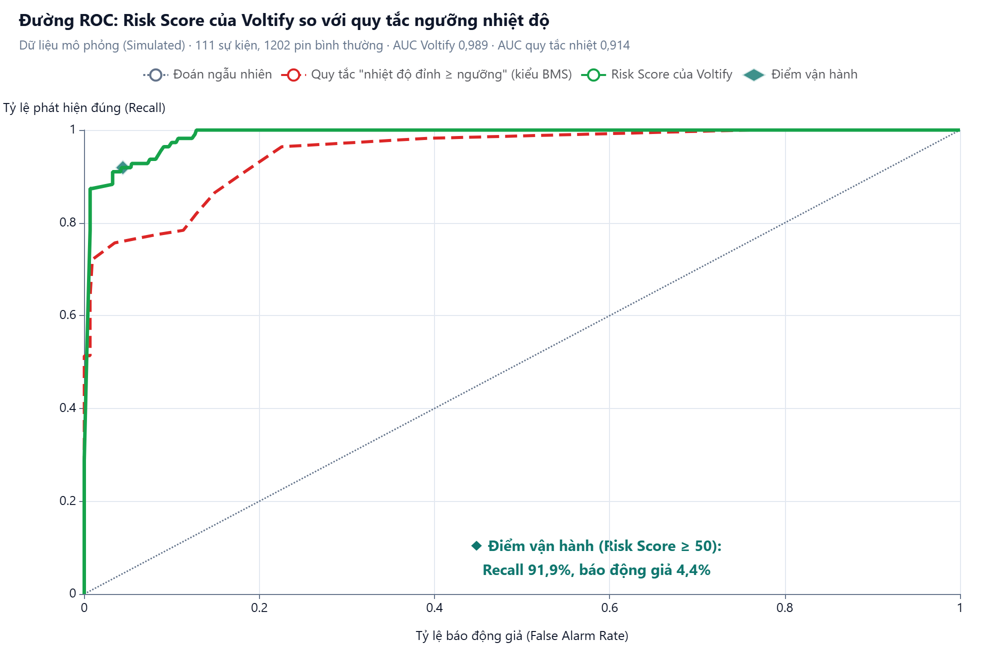 Đường ROC: Risk Score của Voltify so với quy tắc ngưỡng nhiệt độ
Dữ liệu mô phỏng (Simulated) · 111 sự kiện, 1202 pin bình thường · AUC Voltify 0,989 · AUC quy tắc nhiệt 0,914
Đoán ngẫu nhiên Quy tắc "nhiệt độ đỉnh ≥ ngưỡng" (kiểu BMS) Risk Score của Voltify Điểm vận hành
Tỷ lệ phát hiện đúng (Recall)
1
0.8
0.6
0.4
0.2
0
◆ Điểm vận hành (Risk Score ≥ 50):
Recall 91,9%, báo động giả 4,4%
0 0.2 0.4 0.6 0.8 1
Tỷ lệ báo động giả (False Alarm Rate)